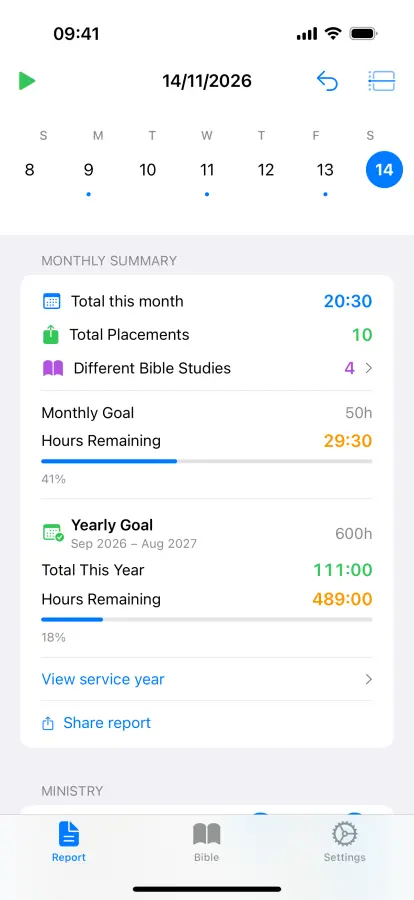 09:41
14/11/2026
S M T W T F S
8 9 10 11 12 13 14
MONTHLY SUMMARY
Total this month 20:30
Total Placements 10
Different Bible Studies 4
Monthly Goal 50h
Hours Remaining 29:30
41%
Yearly Goal 600h
Sep 2026 – Aug 2027
Total This Year 111:00
Hours Remaining 489:00
18%
View service year
Share report
MINISTRY
Report Bible Settings